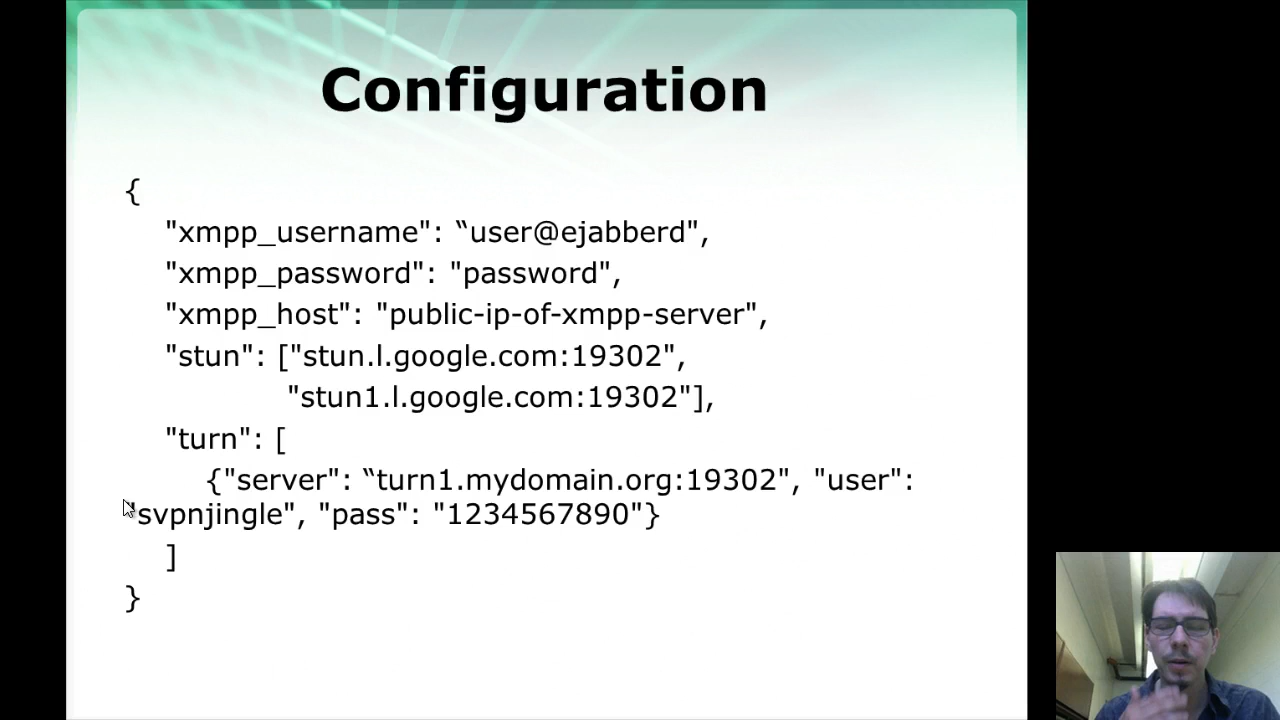 Configuration
{
"xmpp_username": “user@ejabberd",
"xmpp_password": "password",
"xmpp_host": "public-ip-of-xmpp-server",
"stun": ["stun.l.google.com:19302",
"stun1.l.google.com:19302"],
"turn": [
{"server": “turn1.mydomain.org:19302", "user":
"svpnjingle", "pass": "1234567890"}
]
}